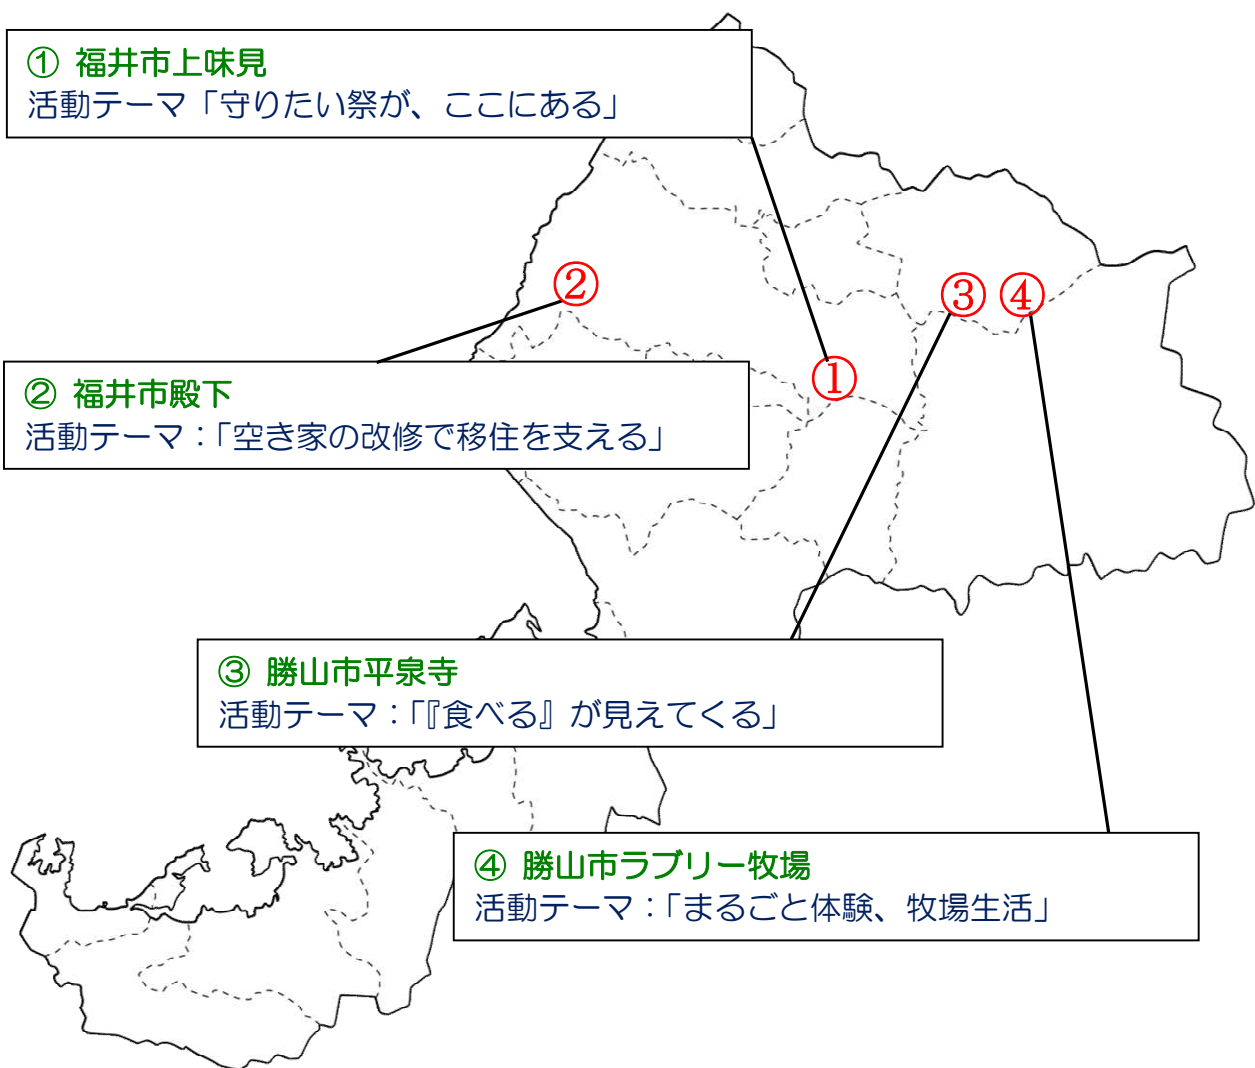 ① 福井市上味見
活動テーマ「守りたい祭が、ここにある」
②
③ ④
①
② 福井市殿下
活動テーマ：「空き家の改修で移住を支える」
③ 勝山市平泉寺
活動テーマ：「『食べる』が見えてくる」
④ 勝山市ラブリー牧場
活動テーマ：「まるごと体験、牧場生活」